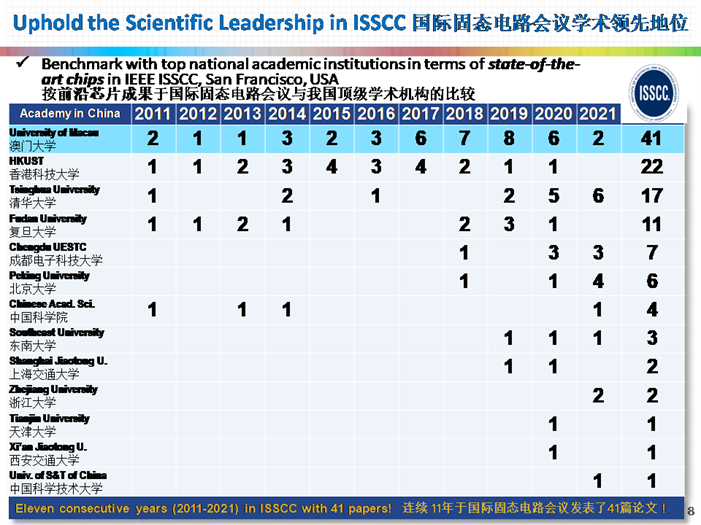 Uphold the Scientific Leadership in ISSCC 国际固态电路会议学术领先地位
✓ Benchmark with top national academic institutions in terms of state-of-the-
art chips in IEEE ISSCC, San Francisco, USA
按前沿芯片成果于国际固态电路会议与我国顶级学术机构的比较
ISSCC.
Academy in China 2011 2012 2013 2014 2015 2016 2017 2018 2019 2020 2021
University of Macau
澳门大学 2 1 1 3 2 3 6 7 8 6 2 41
HKUST
香港科技大学 1 1 2 3 4 3 4 2 1 1 22
Tsinghua University
清华大学 1 2 1 2 5 6 17
Fudan University
复旦大学 1 1 2 1 2 3 1 11
Chengdu UESTC
成都电子科技大学 1 3 3 7
Peking University
北京大学 1 1 4 6
Chinese Acad. Sci.
中国科学院 1 1 1 1 4
Southeast University
东南大学 1 1 1 3
Shanghai Jiaotong U.
上海交通大学 1 1 2
Zhejiang University
浙江大学 2 2
Tianjin University
天津大学 1 1
Xi'an Jiaotong U.
西安交通大学 1 1
Univ. of S&T of China
中国科学技术大学 1 1
Eleven consecutive years (2011-2021) in ISSCC with 41 papers! 连续 11年于国际固态电路会议发表了41篇论文！
8